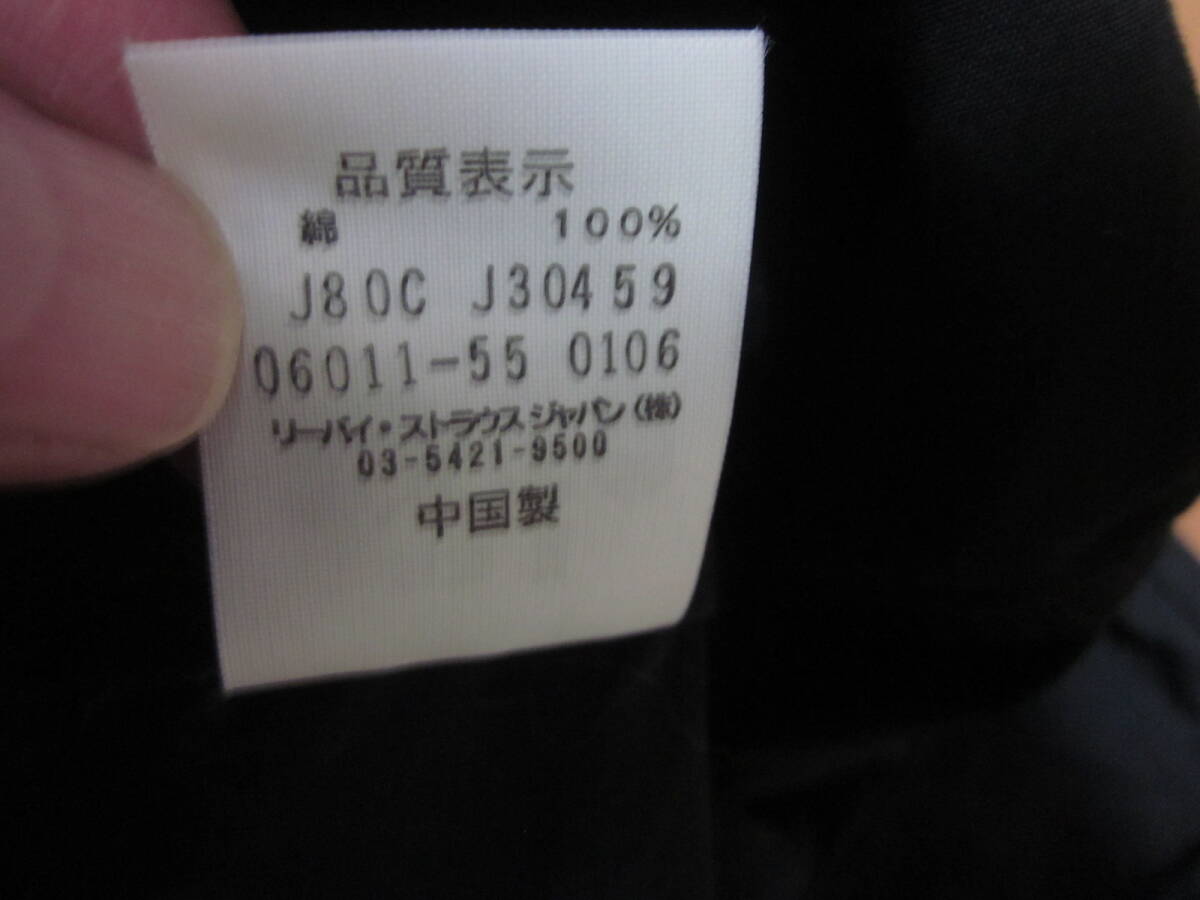 品質表示
綿 100%
J80C J30459
06011-55 0106
リーバイ・ストラウスジャパン(株)
03-5421-9500
中国製